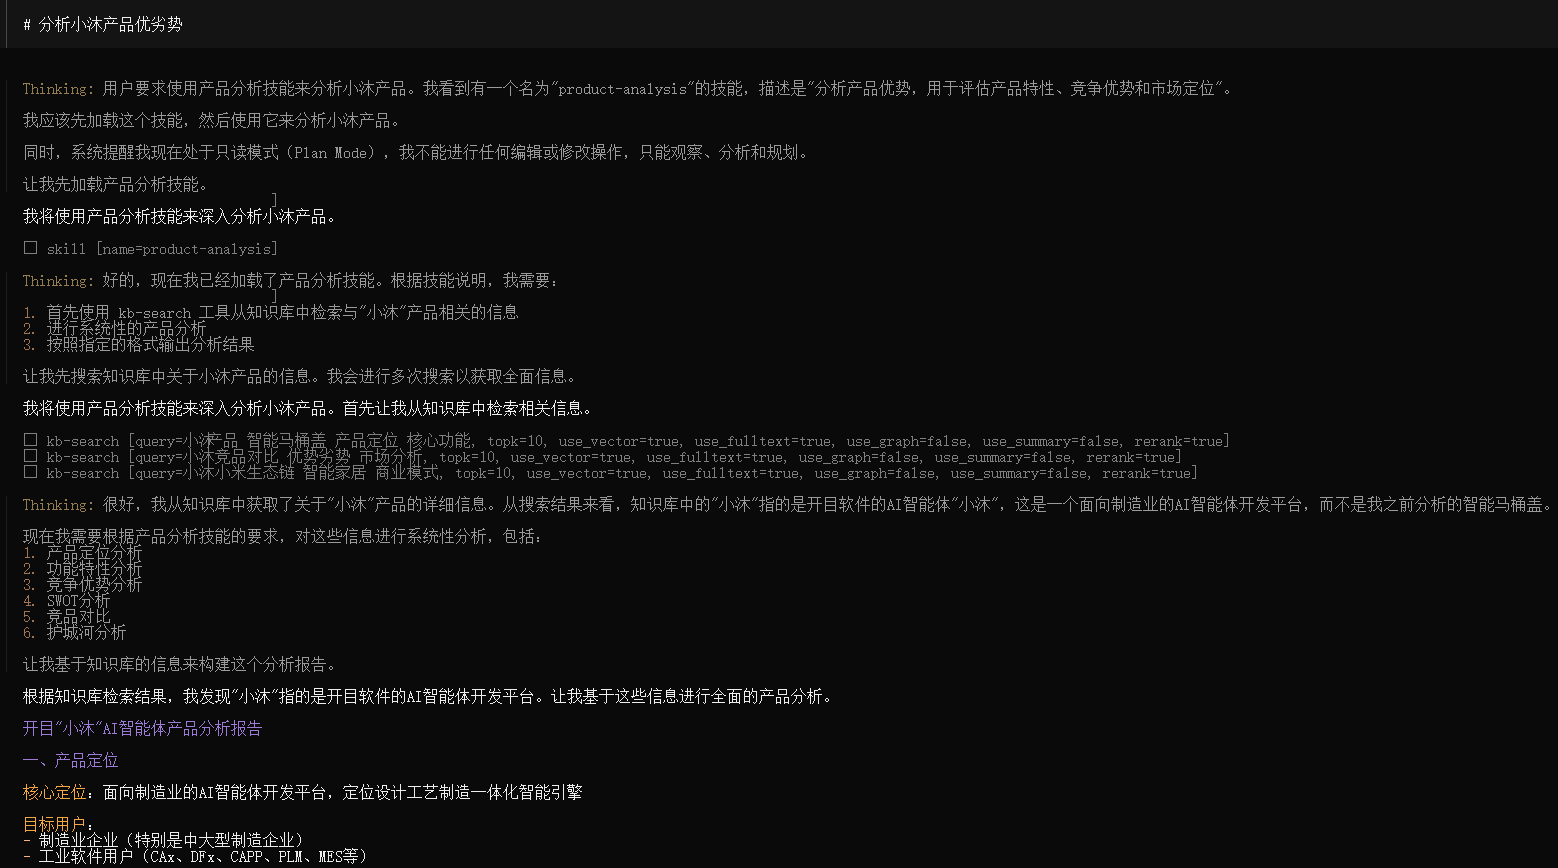 # 分析小沐产品优劣势
Thinking: 用户要求使用产品分析技能来分析小沐产品。我看到有一个名为"product-analysis"的技能，描述是"分析产品优势，用于评估产品特性、竞争优势和市场定位"。
我应该先加载这个技能，然后使用它来分析小沐产品。
同时，系统提醒我现在处于只读模式（Plan Mode），我不能进行任何编辑或修改操作，只能观察、分析和规划。
让我先加载产品分析技能。
]
我将使用产品分析技能来深入分析小沐产品。
□ skill [name=product-analysis]
Thinking: 好的，现在我已经加载了产品分析技能。根据技能说明，我需要：
]
1. 首先使用 kb-search 工具从知识库中检索与"小沐"产品相关的信息
2. 进行系统性的产品分析
3. 按照指定的格式输出分析结果
让我先搜索知识库中关于小沐产品的信息。我会进行多次搜索以获取全面信息。
我将使用产品分析技能来深入分析小沐产品。首先让我从知识库中检索相关信息。
□ kb-search [query=小沐产品 智能马桶盖 产品定位 核心功能, topk=10, use_vector=true, use_fulltext=true, use_graph=false, use_summary=false, rerank=true]
□ kb-search [query=小沐竞品对比 优势劣势 市场分析, topk=10, use_vector=true, use_fulltext=true, use_graph=false, use_summary=false, rerank=true]
□ kb-search [query=小沐小米生态链 智能家居 商业模式, topk=10, use_vector=true, use_fulltext=true, use_graph=false, use_summary=false, rerank=true]
Thinking: 很好，我从知识库中获取了关于"小沐"产品的详细信息。从搜索结果来看，知识库中的"小沐"指的是开目软件的AI智能体"小沐"，这是一个面向制造业的AI智能体开发平台，而不是我之前分析的智能马桶盖。
现在我需要根据产品分析技能的要求，对这些信息进行系统性分析，包括：
1. 产品定位分析
2. 功能特性分析
3. 竞争优势分析
4. SWOT分析
5. 竞品对比
6. 护城河分析
让我基于知识库的信息来构建这个分析报告。
根据知识库检索结果，我发现"小沐"指的是开目软件的AI智能体开发平台。让我基于这些信息进行全面的产品分析。
开目"小沐"AI智能体产品分析报告
一、产品定位
核心定位：面向制造业的AI智能体开发平台，定位设计工艺制造一体化智能引擎
目标用户：
- 制造业企业（特别是中大型制造企业）
- 工业软件用户（CAx、DFx、CAPP、PLM、MES等）